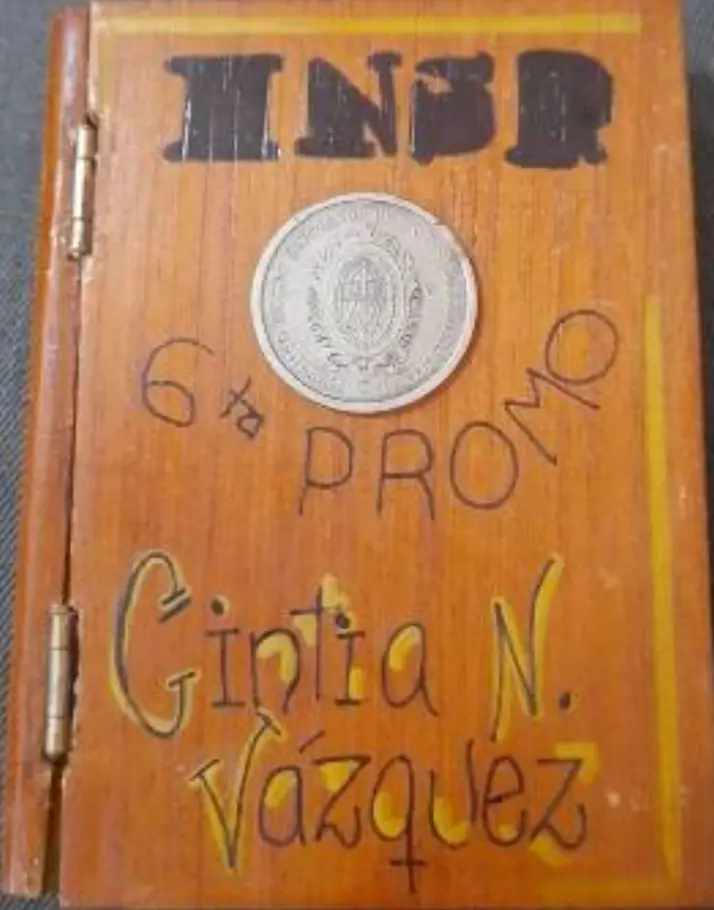 INSR
6ta PROMO
Cintia N.
Vázquez